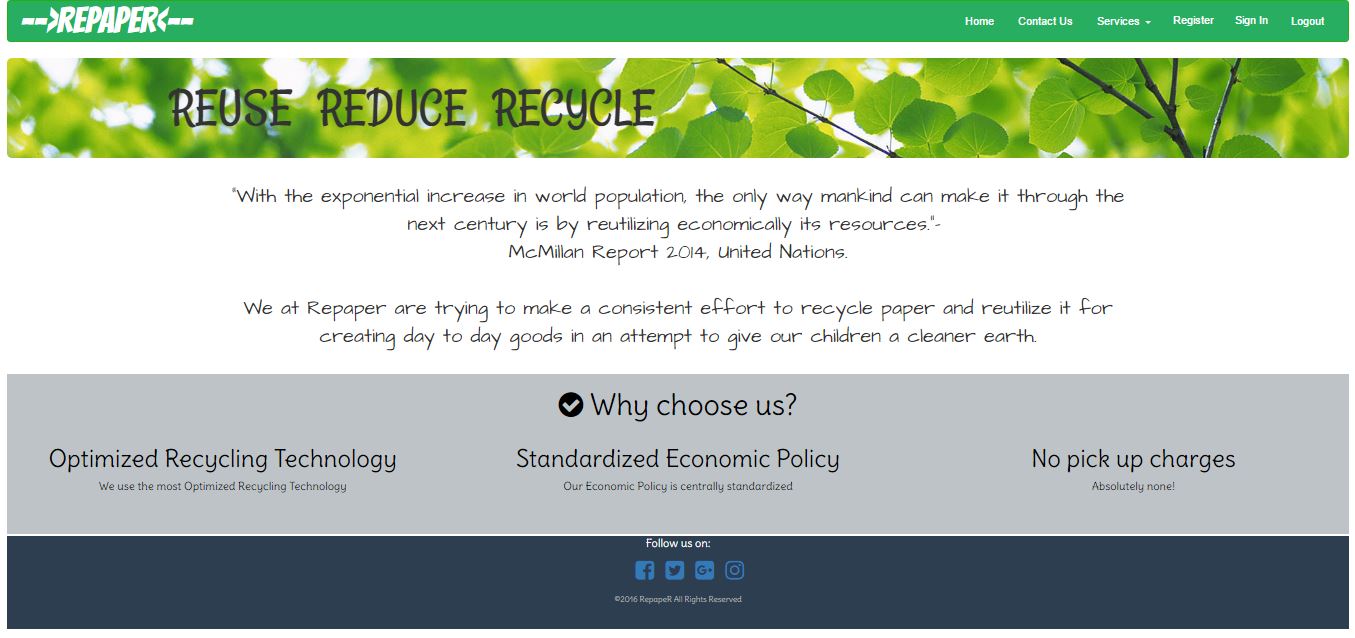 -->REPAPER<--
Home Contact Us Services Register Sign In Logout
REUSE REDUCE RECYCLE
"With the exponential increase in world population, the only way mankind can make it through the
next century is by reutilizing economically its resources."-
McMillan Report 2014, United Nations.
We at Repaper are trying to make a consistent effort to recycle paper and reutilize it for
creating day to day goods in an attempt to give our children a cleaner earth.
Why choose us?
Optimized Recycling Technology Standardized Economic Policy No pick up charges
We use the most Optimized Recycling Technology Our Economic Policy is centrally standardized Absolutely none!
Follow us on:
©2016 RepapeR All Rights Reserved